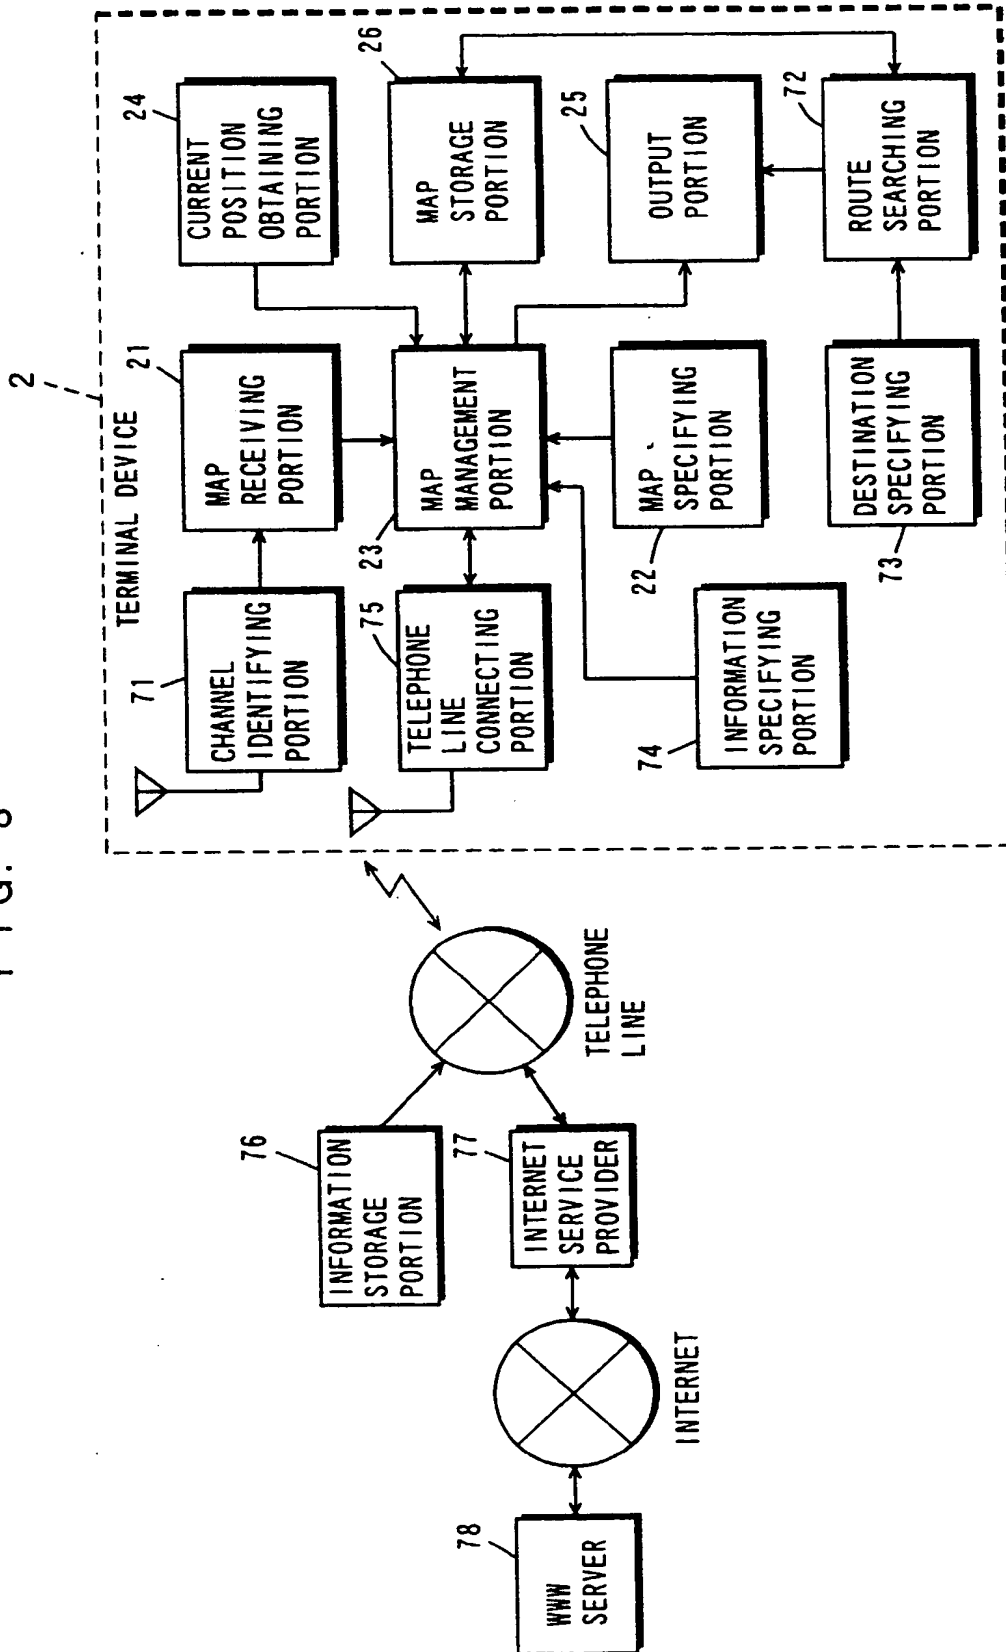 F I G.
2
TERMINAL DEVICE
71
CHANNEL
IDENTIFYING
PORTION
21
MAP
RECEIVING
PORTION
24
CURRENT
POSITION
OBTAINING
PORTION
76
INFORMATION
STORAGE
PORTION
75
TELEPHONE
LINE
CONNECTING
PORTION
23
MAP
MANAGEMENT
PORTION
26
MAP
STORAGE
PORTION
78
WWW
SERVER
INTERNET
77
INTERNET
SERVICE
PROVIDER
TELEPHONE
LINE
22
MAP
SPECIFYING
PORTION
25
OUTPUT
PORTION
74
INFORMATION
SPECIFYING
PORTION
73
DESTINATION
SPECIFYING
PORTION
72
ROUTE
SEARCHING
PORTION